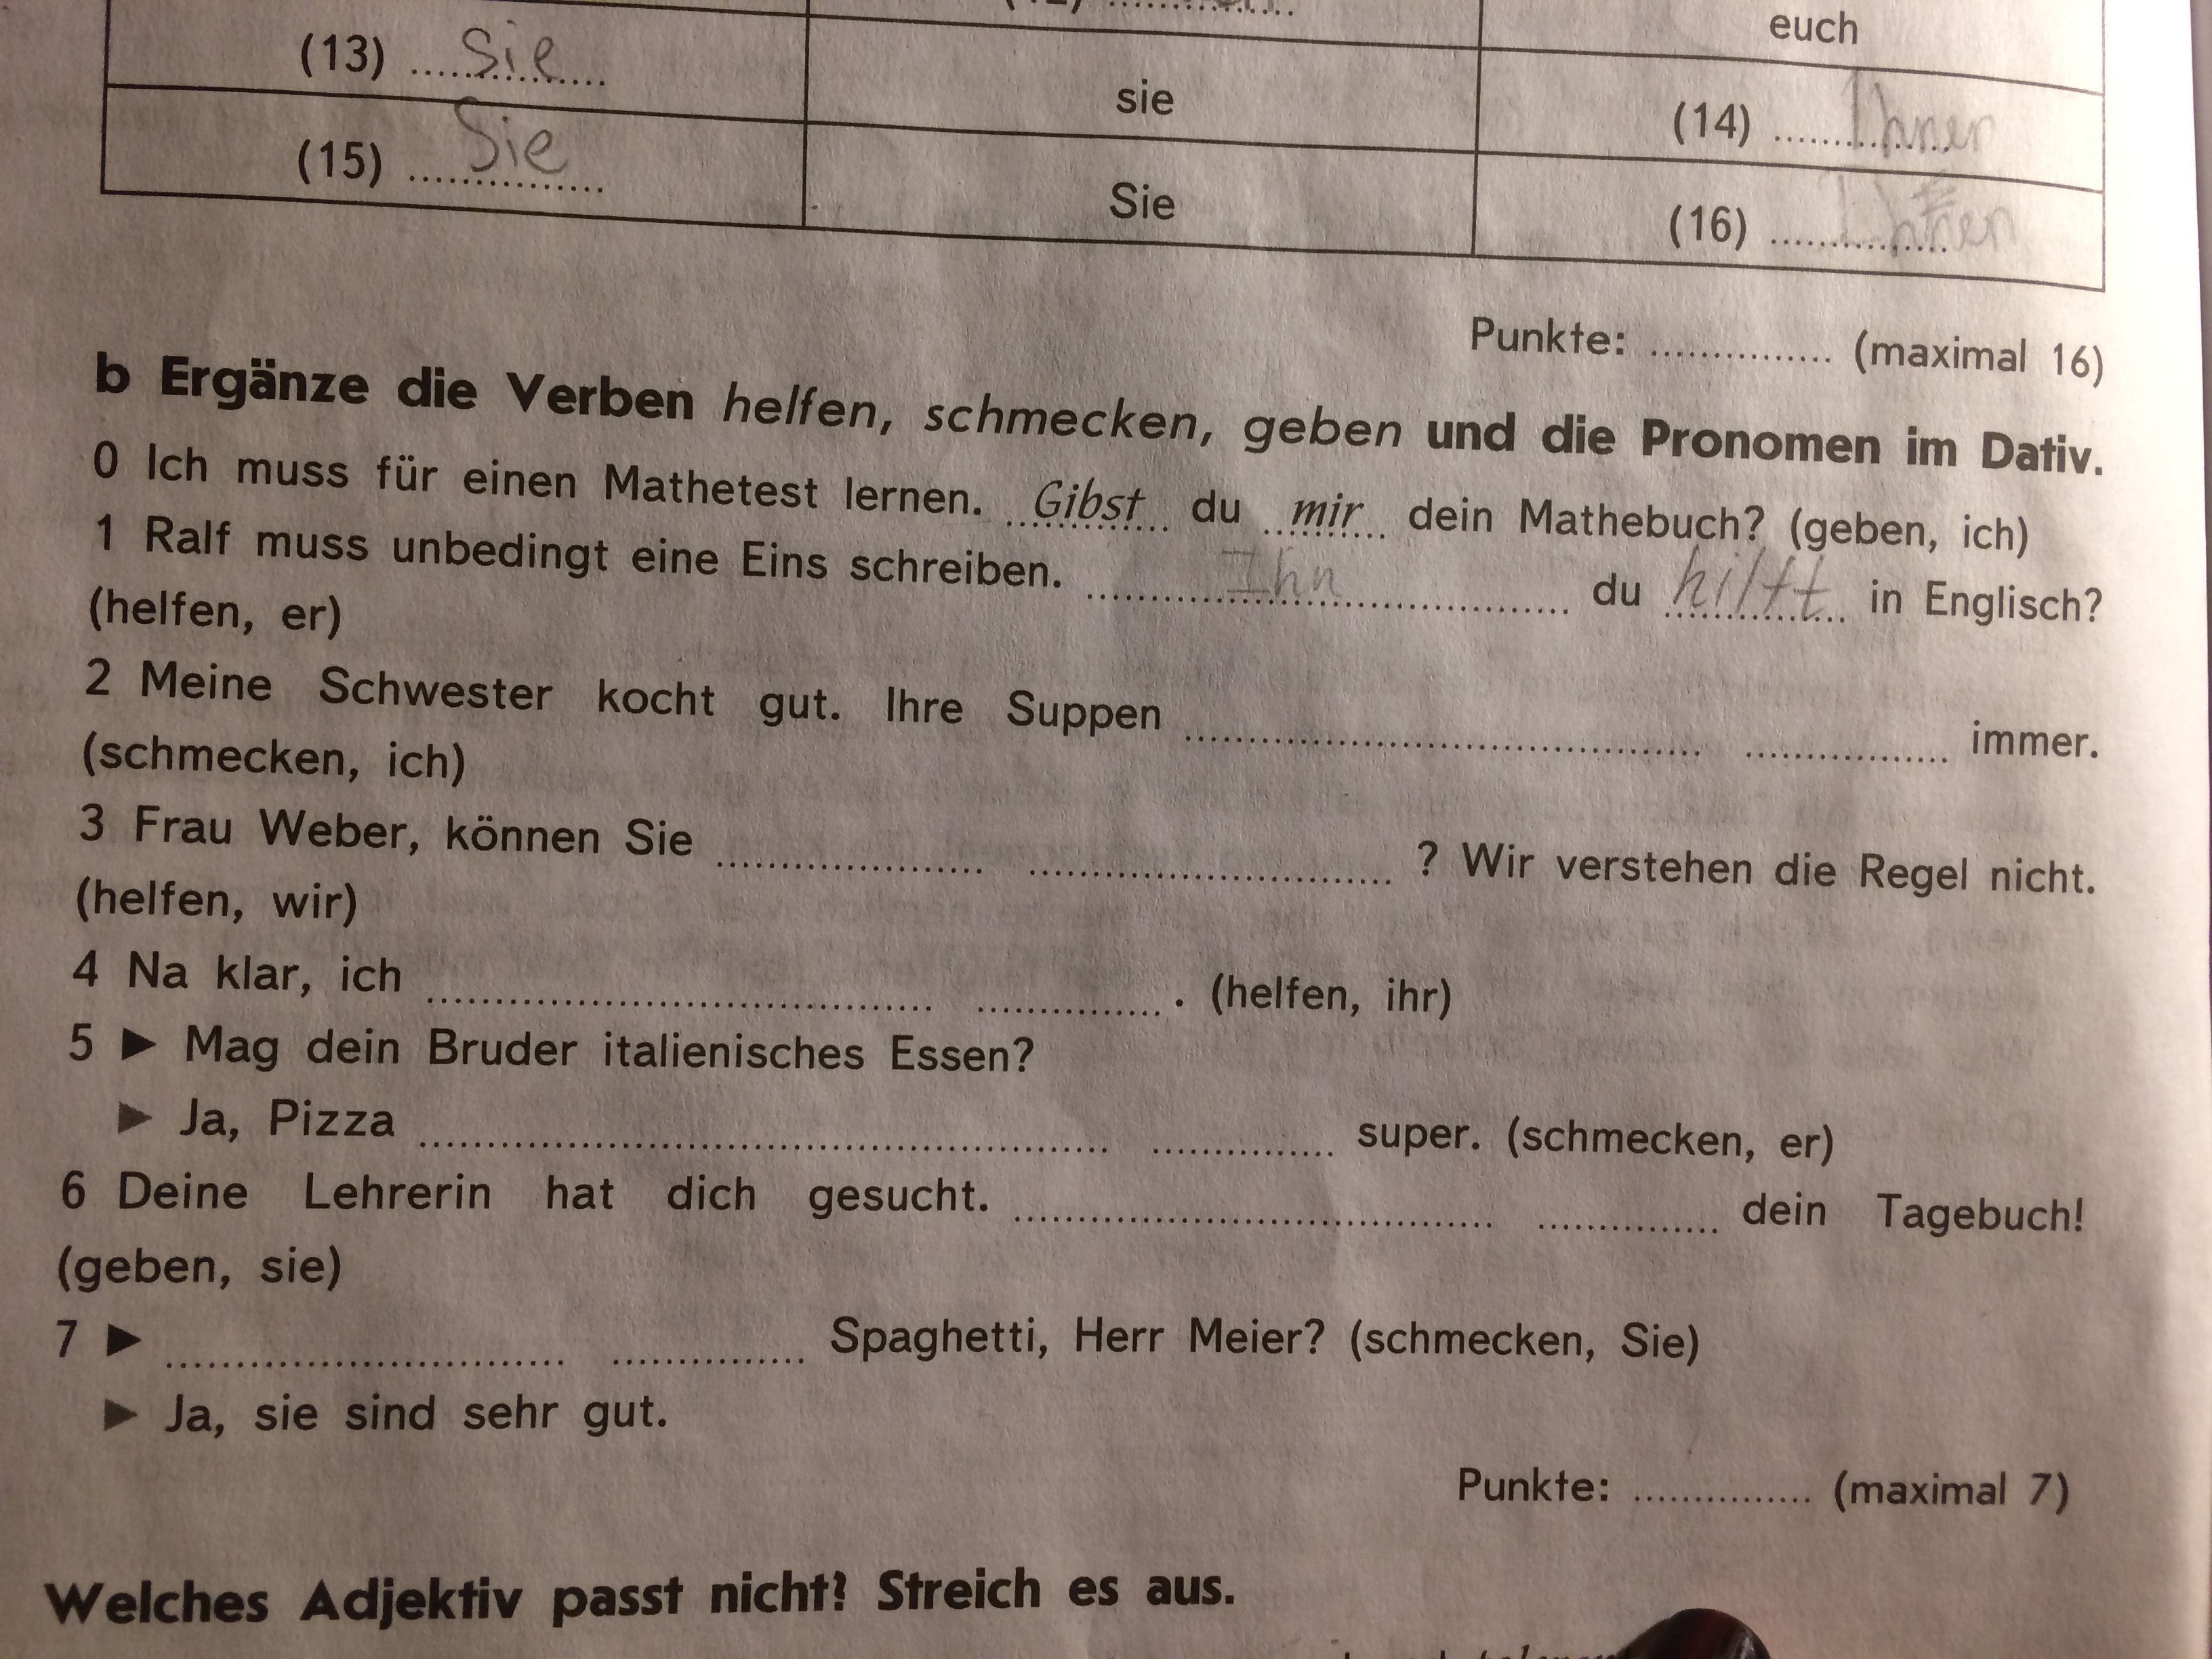 euch
(13) Sie sie (14) Ihnen
(15) Sie Sie (16)
Punkte: (maximal 16)
b Ergänze die Verben helfen, schmecken, geben und die Pronomen im Dativ.
0 Ich muss für einen Mathetest lernen. Gibst du mir dein Mathebuch? (geben, ich)
1 Ralf muss unbedingt eine Eins schreiben. Ihn du hilft in Englisch?
(helfen, er)
2 Meine Schwester kocht gut. Ihre Suppen immer.
(schmecken, ich)
3 Frau Weber, können Sie ? Wir verstehen die Regel nicht.
(helfen, wir)
4 Na klar, ich . (helfen, ihr)
5 ► Mag dein Bruder italienisches Essen?
► Ja, Pizza super. (schmecken, er)
6 Deine Lehrerin hat dich gesucht. dein Tagebuch!
(geben, sie)
7 ► Spaghetti, Herr Meier? (schmecken, Sie)
► Ja, sie sind sehr gut.
Punkte: (maximal 7)
Welches Adjektiv passt nicht? Streich es aus.